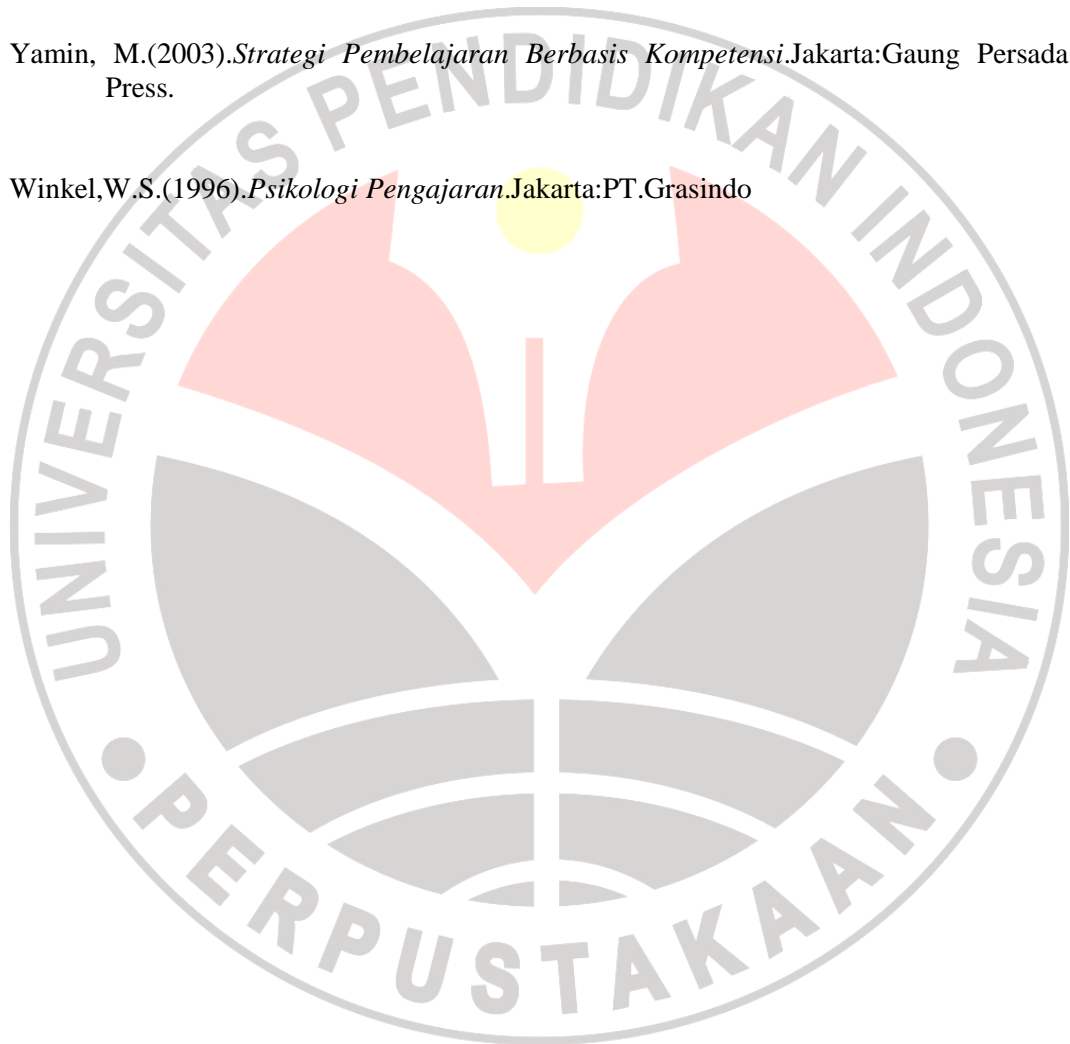 Yamin, M.(2003).Strategi Pembelajaran Berbasis Kompetensi.Jakarta:Gaung Persada
Press.
Winkel,W.S.(1996).Psikologi Pengajaran.Jakarta:PT.Grasindo
UNIVERSITAS PENDIDIKAN INDONESIA
PERPUSTAKAAN